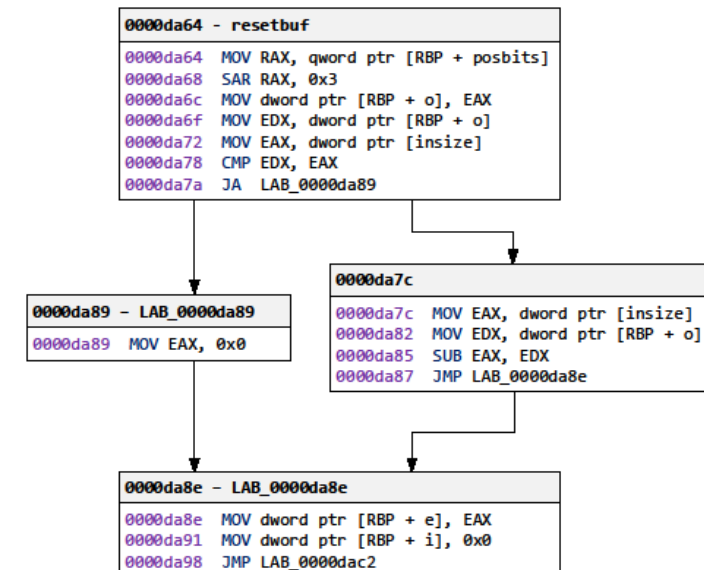 0000da64 - resetbuf
0000da64 MOV RAX, qword ptr [RBP + posbits]
0000da68 SAR RAX, 0x3
0000da6c MOV dword ptr [RBP + o], EAX
0000da6f MOV EDX, dword ptr [RBP + o]
0000da72 MOV EAX, dword ptr [insize]
0000da78 CMP EDX, EAX
0000da7a JA LAB_0000da89
0000da89 - LAB_0000da89
0000da89 MOV EAX, 0x0
0000da7c
0000da7c MOV EAX, dword ptr [insize]
0000da82 MOV EDX, dword ptr [RBP + o]
0000da85 SUB EAX, EDX
0000da87 JMP LAB_0000da8e
0000da8e - LAB_0000da8e
0000da8e MOV dword ptr [RBP + e], EAX
0000da91 MOV dword ptr [RBP + i], 0x0
0000da98 JMP LAB_0000dac2